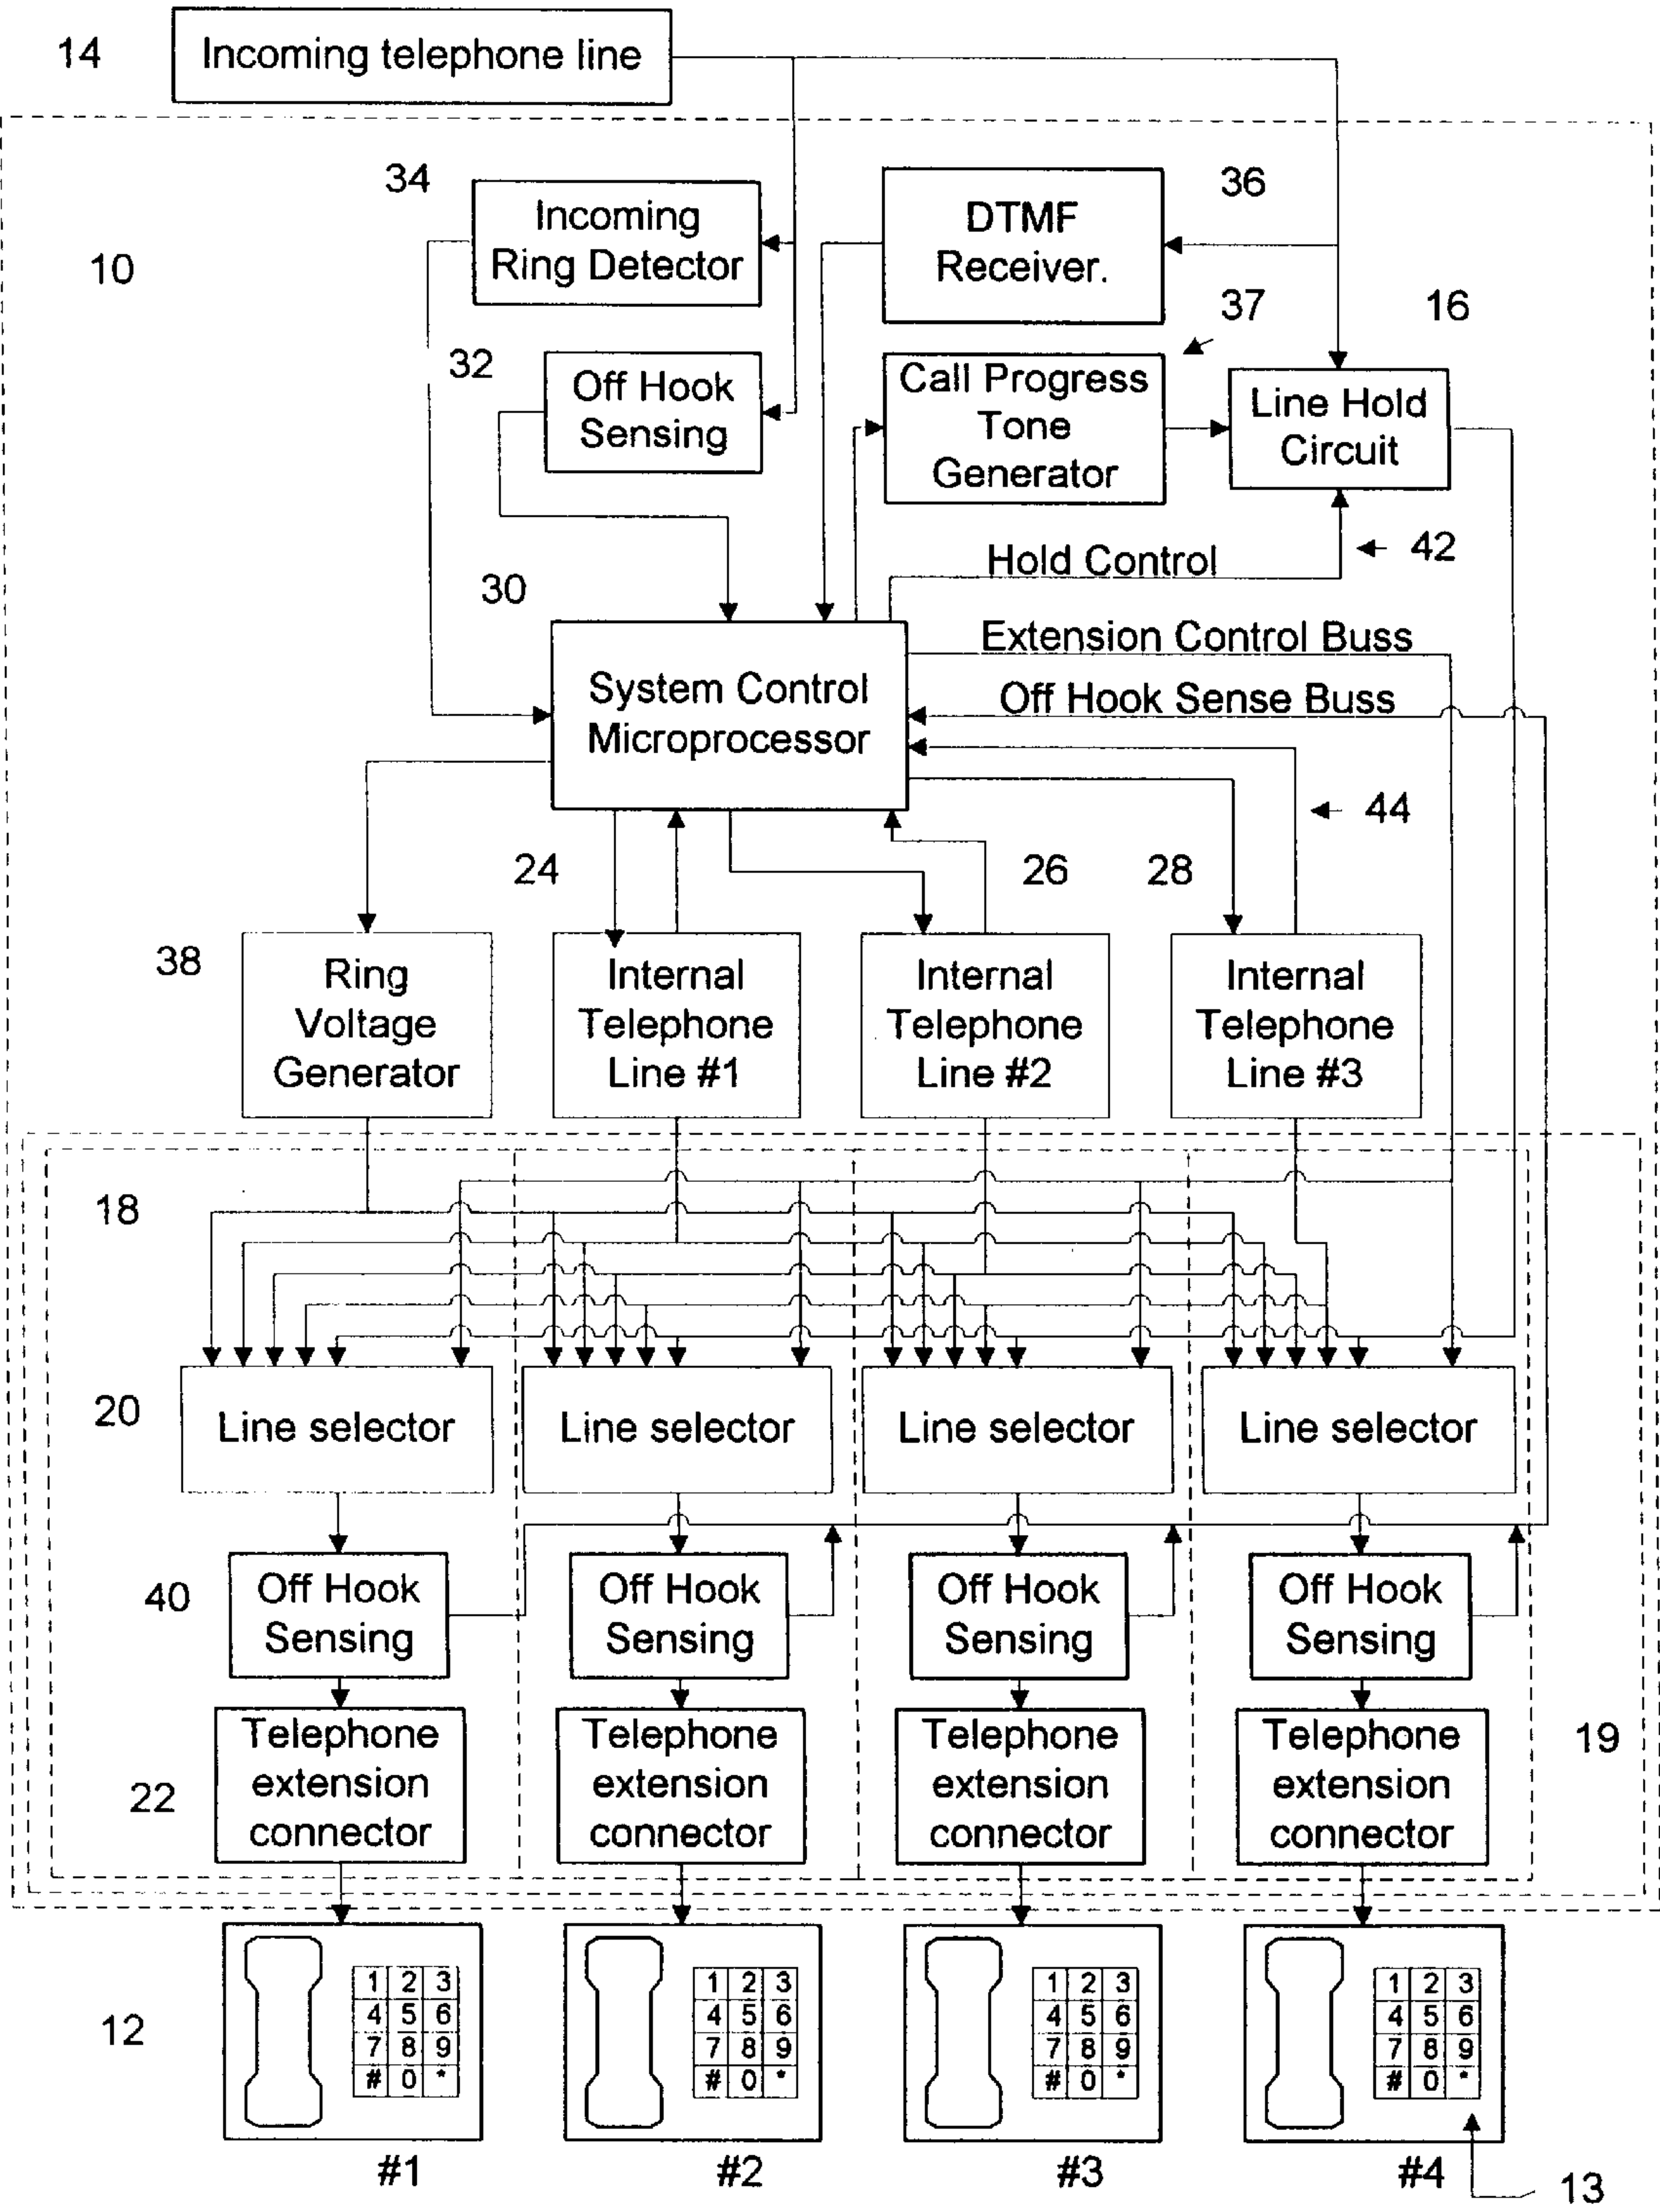 14
Incoming telephone line
34
Incoming
Ring Detector
DTMF
Receiver.
36
10
37
16
32
Off Hook
Sensing
Call Progress
Tone
Generator
Line Hold
Circuit
Hold Control
42
30
Extension Control Buss
System Control
Microprocessor
Off Hook Sense Buss
44
24
26
28
38
Ring
Voltage
Generator
Internal
Telephone
Line #1
Internal
Telephone
Line #2
Internal
Telephone
Line #3
18
20
Line selector
Line selector
Line selector
Line selector
40
Off Hook
Sensing
Off Hook
Sensing
Off Hook
Sensing
Off Hook
Sensing
22
Telephone
extension
connector
Telephone
extension
connector
Telephone
extension
connector
Telephone
extension
connector
19
12
1 2 3
4 5 6
7 8 9
# 0 *
1 2 3
4 5 6
7 8 9
# 0 *
1 2 3
4 5 6
7 8 9
# 0 *
1 2 3
4 5 6
7 8 9
# 0 *
#1
#2
#3
#4
13